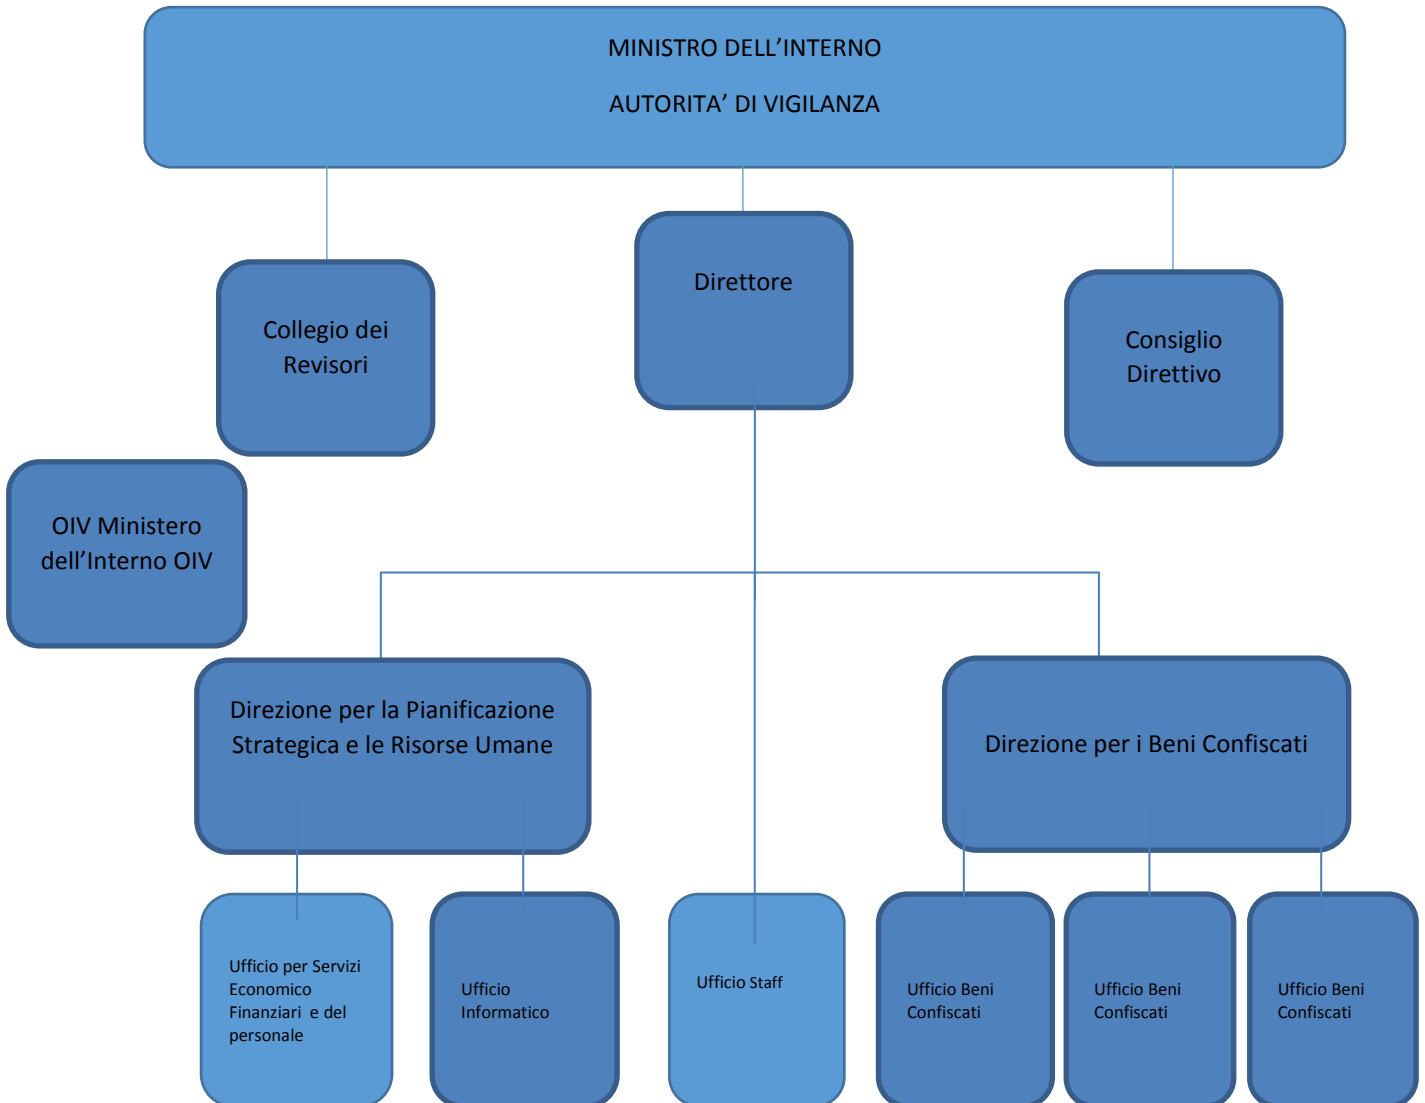 MINISTRO DELL’INTERNO
AUTORITA’ DI VIGILANZA
Direttore
Collegio dei
Revisori
Consiglio
Direttivo
OIV Ministero
dell’Interno OIV
Direzione per la Pianificazione
Strategica e le Risorse Umane
Direzione per i Beni Confiscati
Ufficio per Servizi
Economico
Finanziari e del
personale
Ufficio
Informatico
Ufficio Staff
Ufficio Beni
Confiscati
Ufficio Beni
Confiscati
Ufficio Beni
Confiscati